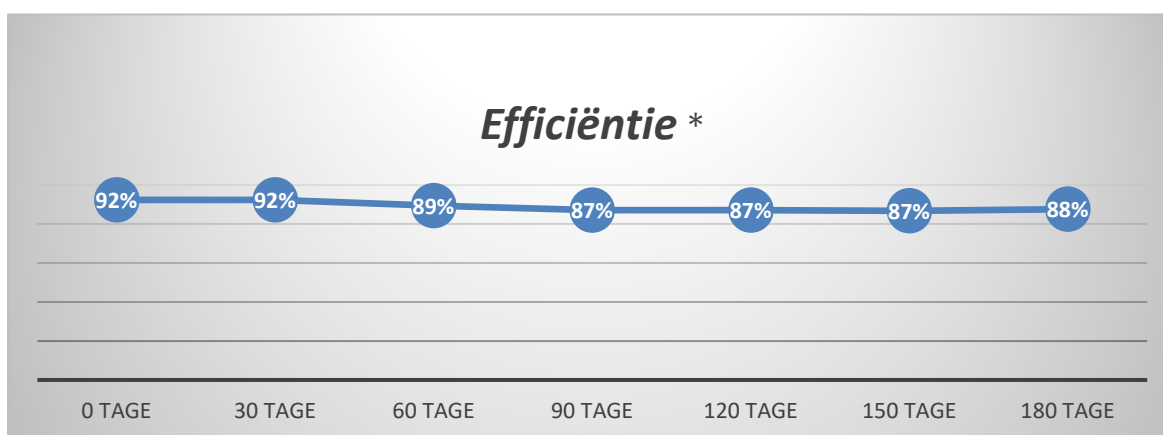 Efficiëntie *
92% 92% 89% 87% 87% 87% 88%
0 TAGE 30 TAGE 60 TAGE 90 TAGE 120 TAGE 150 TAGE 180 TAGE